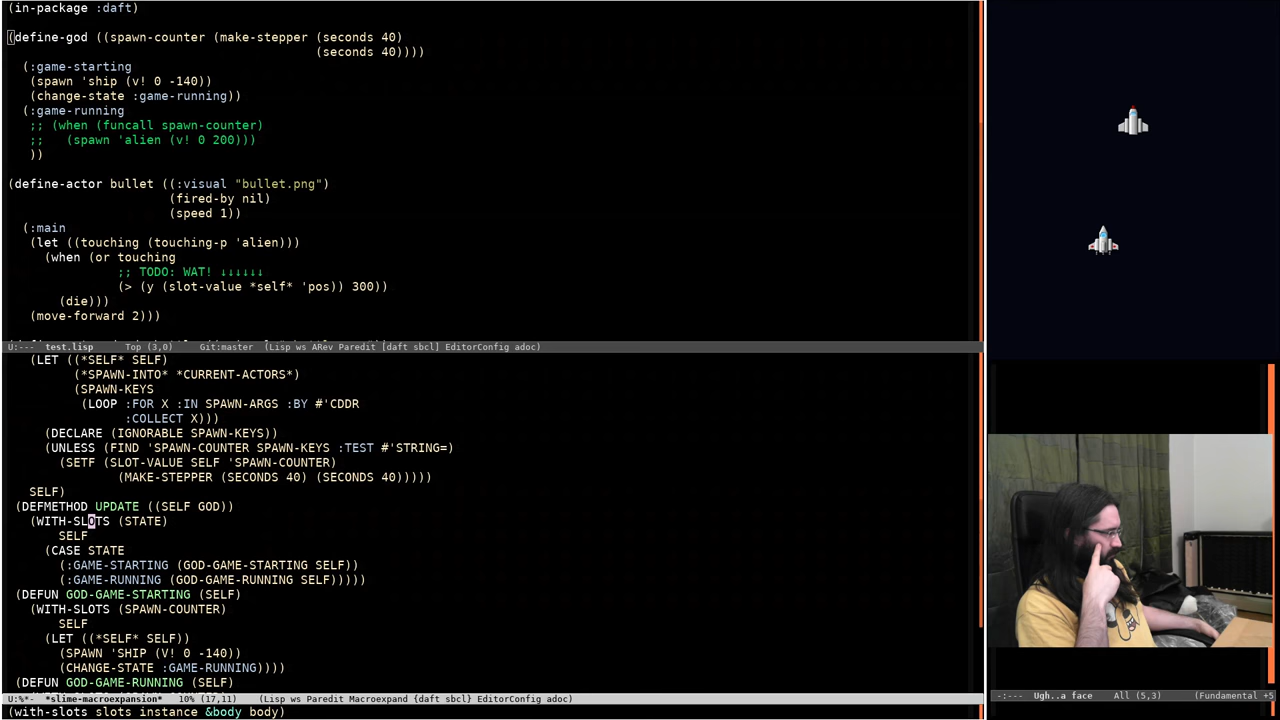 (in-package :daft)
(define-god ((spawn-counter (make-stepper (seconds 40)
(seconds 40))))
(:game-starting
(spawn 'ship (v! 0 -140))
(change-state :game-running))
(:game-running
;; (when (funcall spawn-counter)
;;   (spawn 'alien (v! 0 200)))
))
(define-actor bullet ((:visual "bullet.png")
(fired-by nil)
(speed 1))
(:main
(let ((touching (touching-p 'alien)))
(when (or touching
;; TODO: WAT! ↓↓↓↓↓↓
(> (y (slot-value *self* 'pos)) 300))
(die)))
(move-forward 2)))
U:--- test.lisp Top (3,0) Git:master (Lisp ws ARev Paredit [daft sbcl] EditorConfig adoc)
(LET ((*SELF* SELF)
(*SPAWN-INTO* *CURRENT-ACTORS*)
(SPAWN-KEYS
(LOOP :FOR X :IN SPAWN-ARGS :BY #'CDDR
:COLLECT X)))
(DECLARE (IGNORABLE SPAWN-KEYS))
(UNLESS (FIND 'SPAWN-COUNTER SPAWN-KEYS :TEST #'STRING=)
(SETF (SLOT-VALUE SELF 'SPAWN-COUNTER)
(MAKE-STEPPER (SECONDS 40) (SECONDS 40)))))
SELF)
(DEFMETHOD UPDATE ((SELF GOD))
(WITH-SLOTS (STATE)
SELF
(CASE STATE
(:GAME-STARTING (GOD-GAME-STARTING SELF))
(:GAME-RUNNING (GOD-GAME-RUNNING SELF)))))
(DEFUN GOD-GAME-STARTING (SELF)
(WITH-SLOTS (SPAWN-COUNTER)
SELF
(LET ((*SELF* SELF))
(SPAWN 'SHIP (V! 0 -140))
(CHANGE-STATE :GAME-RUNNING))))
(DEFUN GOD-GAME-RUNNING (SELF)
U:%*- *slime-macroexpansion* 10% (17,11) (Lisp ws Paredit Macroexpand {daft sbcl} EditorConfig adoc)
(with-slots slots instance &body body)
-:--- Ugh..a face All (5,3) (Fundamental +5